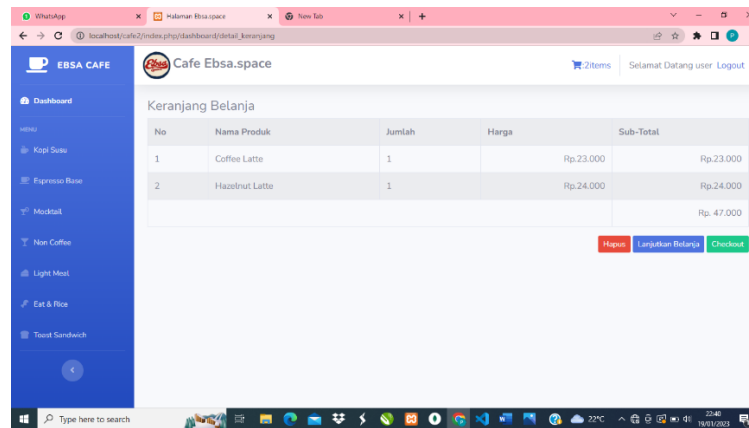 WhatsApp
Halaman Ebsa.space
New Tab
localhost/cafe2/index.php/dashboard/detail_keranjang
EBSA CAFE
Ebsa
Cafe Ebsa.space
:2items
Selamat Datang user Logout
Dashboard
Keranjang Belanja
MENU
No Nama Produk Jumlah Harga Sub-Total
1 Coffee Latte 1 Rp.23.000 Rp.23.000
2 Hazelnut Latte 1 Rp.24.000 Rp.24.000
Rp. 47.000
Hapus Lanjutkan Belanja Checkout
Kopi Susu
Espresso Base
Mocktail
Non Coffee
Light Meal
Eat & Rice
Toast Sandwich
Type here to search
22°C
22:40
19/01/2023